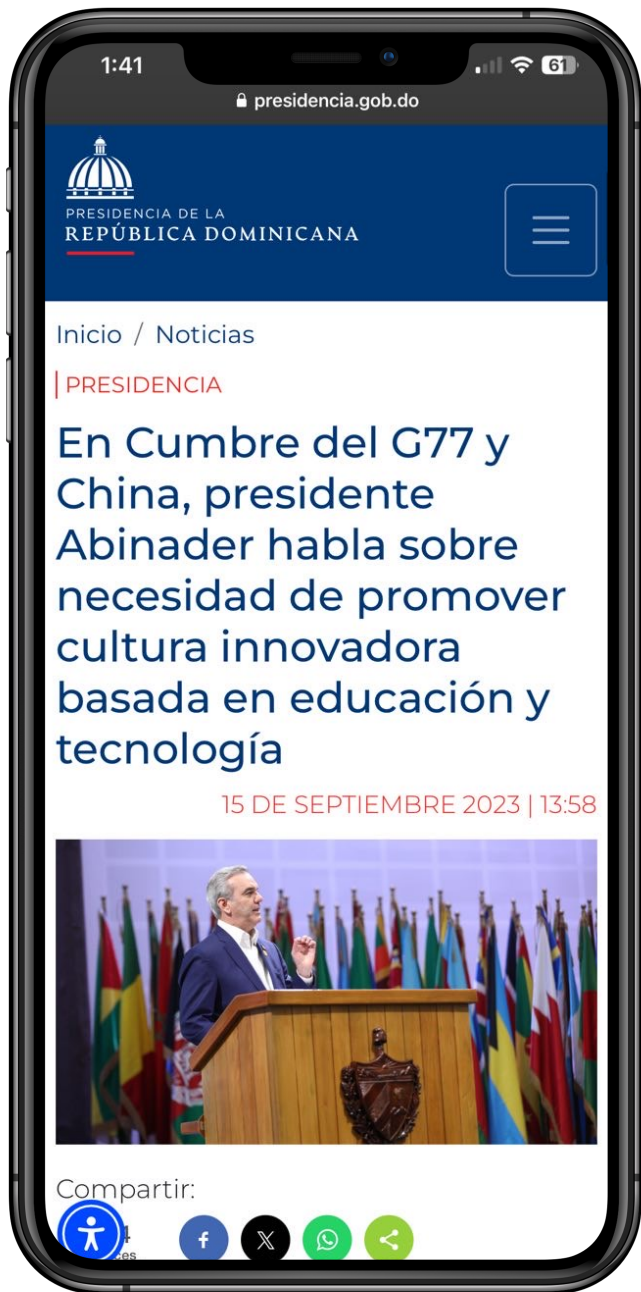 1:41
61
presidencia.gob.do
PRESIDENCIA DE LA
REPÚBLICA DOMINICANA
Inicio / Noticias
PRESIDENCIA
En Cumbre del G77 y
China, presidente
Abinader habla sobre
necesidad de promover
cultura innovadora
basada en educación y
tecnología
15 DE SEPTIEMBRE 2023 | 13:58
Compartir: